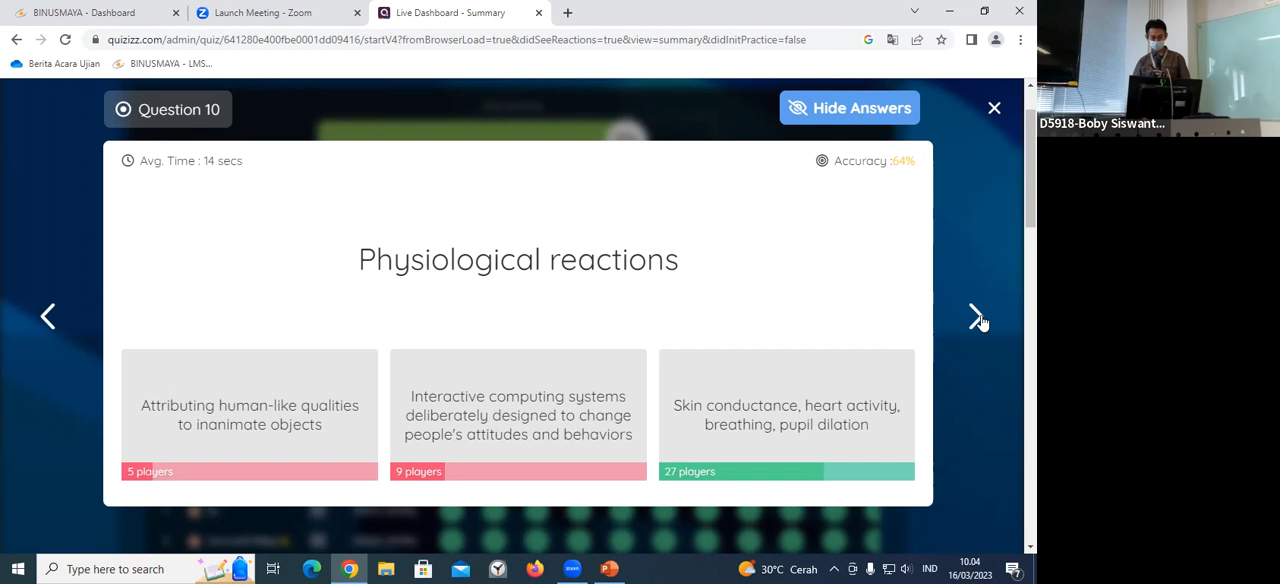 BINUSMAYA - Dashboard
Launch Meeting - Zoom
Live Dashboard - Summary
quizizz.com/admin/quiz/641280e400fbe0001dd09416/startV4?fromBrowserLoad=true&didSeeReactions=true&view=summary&didInitPractice=false
Berita Acara Ujian
BINUSMAYA - LMS...
D5918-Boby Siswant...
Question 10
Hide Answers
Avg. Time : 14 secs
Accuracy :64%
Physiological reactions
Attributing human-like qualities
to inanimate objects
5 players
Interactive computing systems
deliberately designed to change
people's attitudes and behaviors
9 players
Skin conductance, heart activity,
breathing, pupil dilation
27 players
Type here to search
zoom
30°C Cerah
IND
10.04
16/03/2023
7